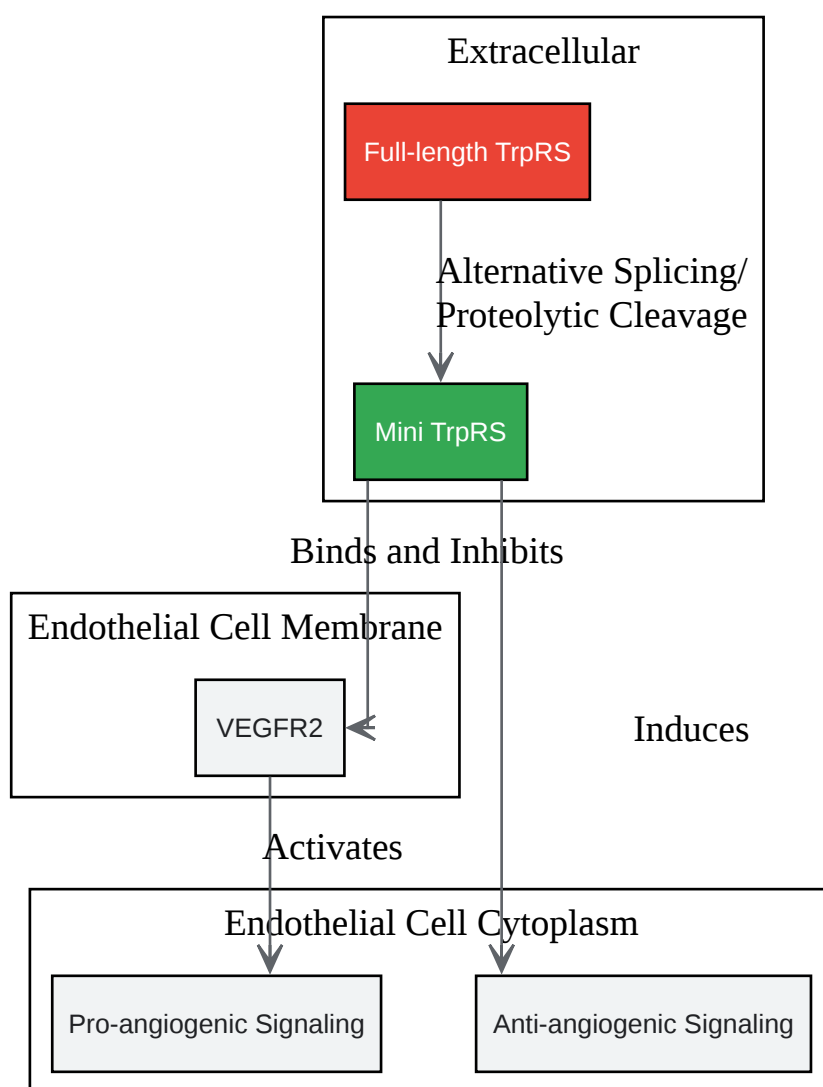 Extracellular
Full-length TrpRS
Alternative Splicing/
Proteolytic Cleavage
Mini TrpRS
Binds and Inhibits
Endothelial Cell Membrane
VEGFR2
Induces
Activates
Endothelial Cell Cytoplasm
Pro-angiogenic Signaling
Anti-angiogenic Signaling